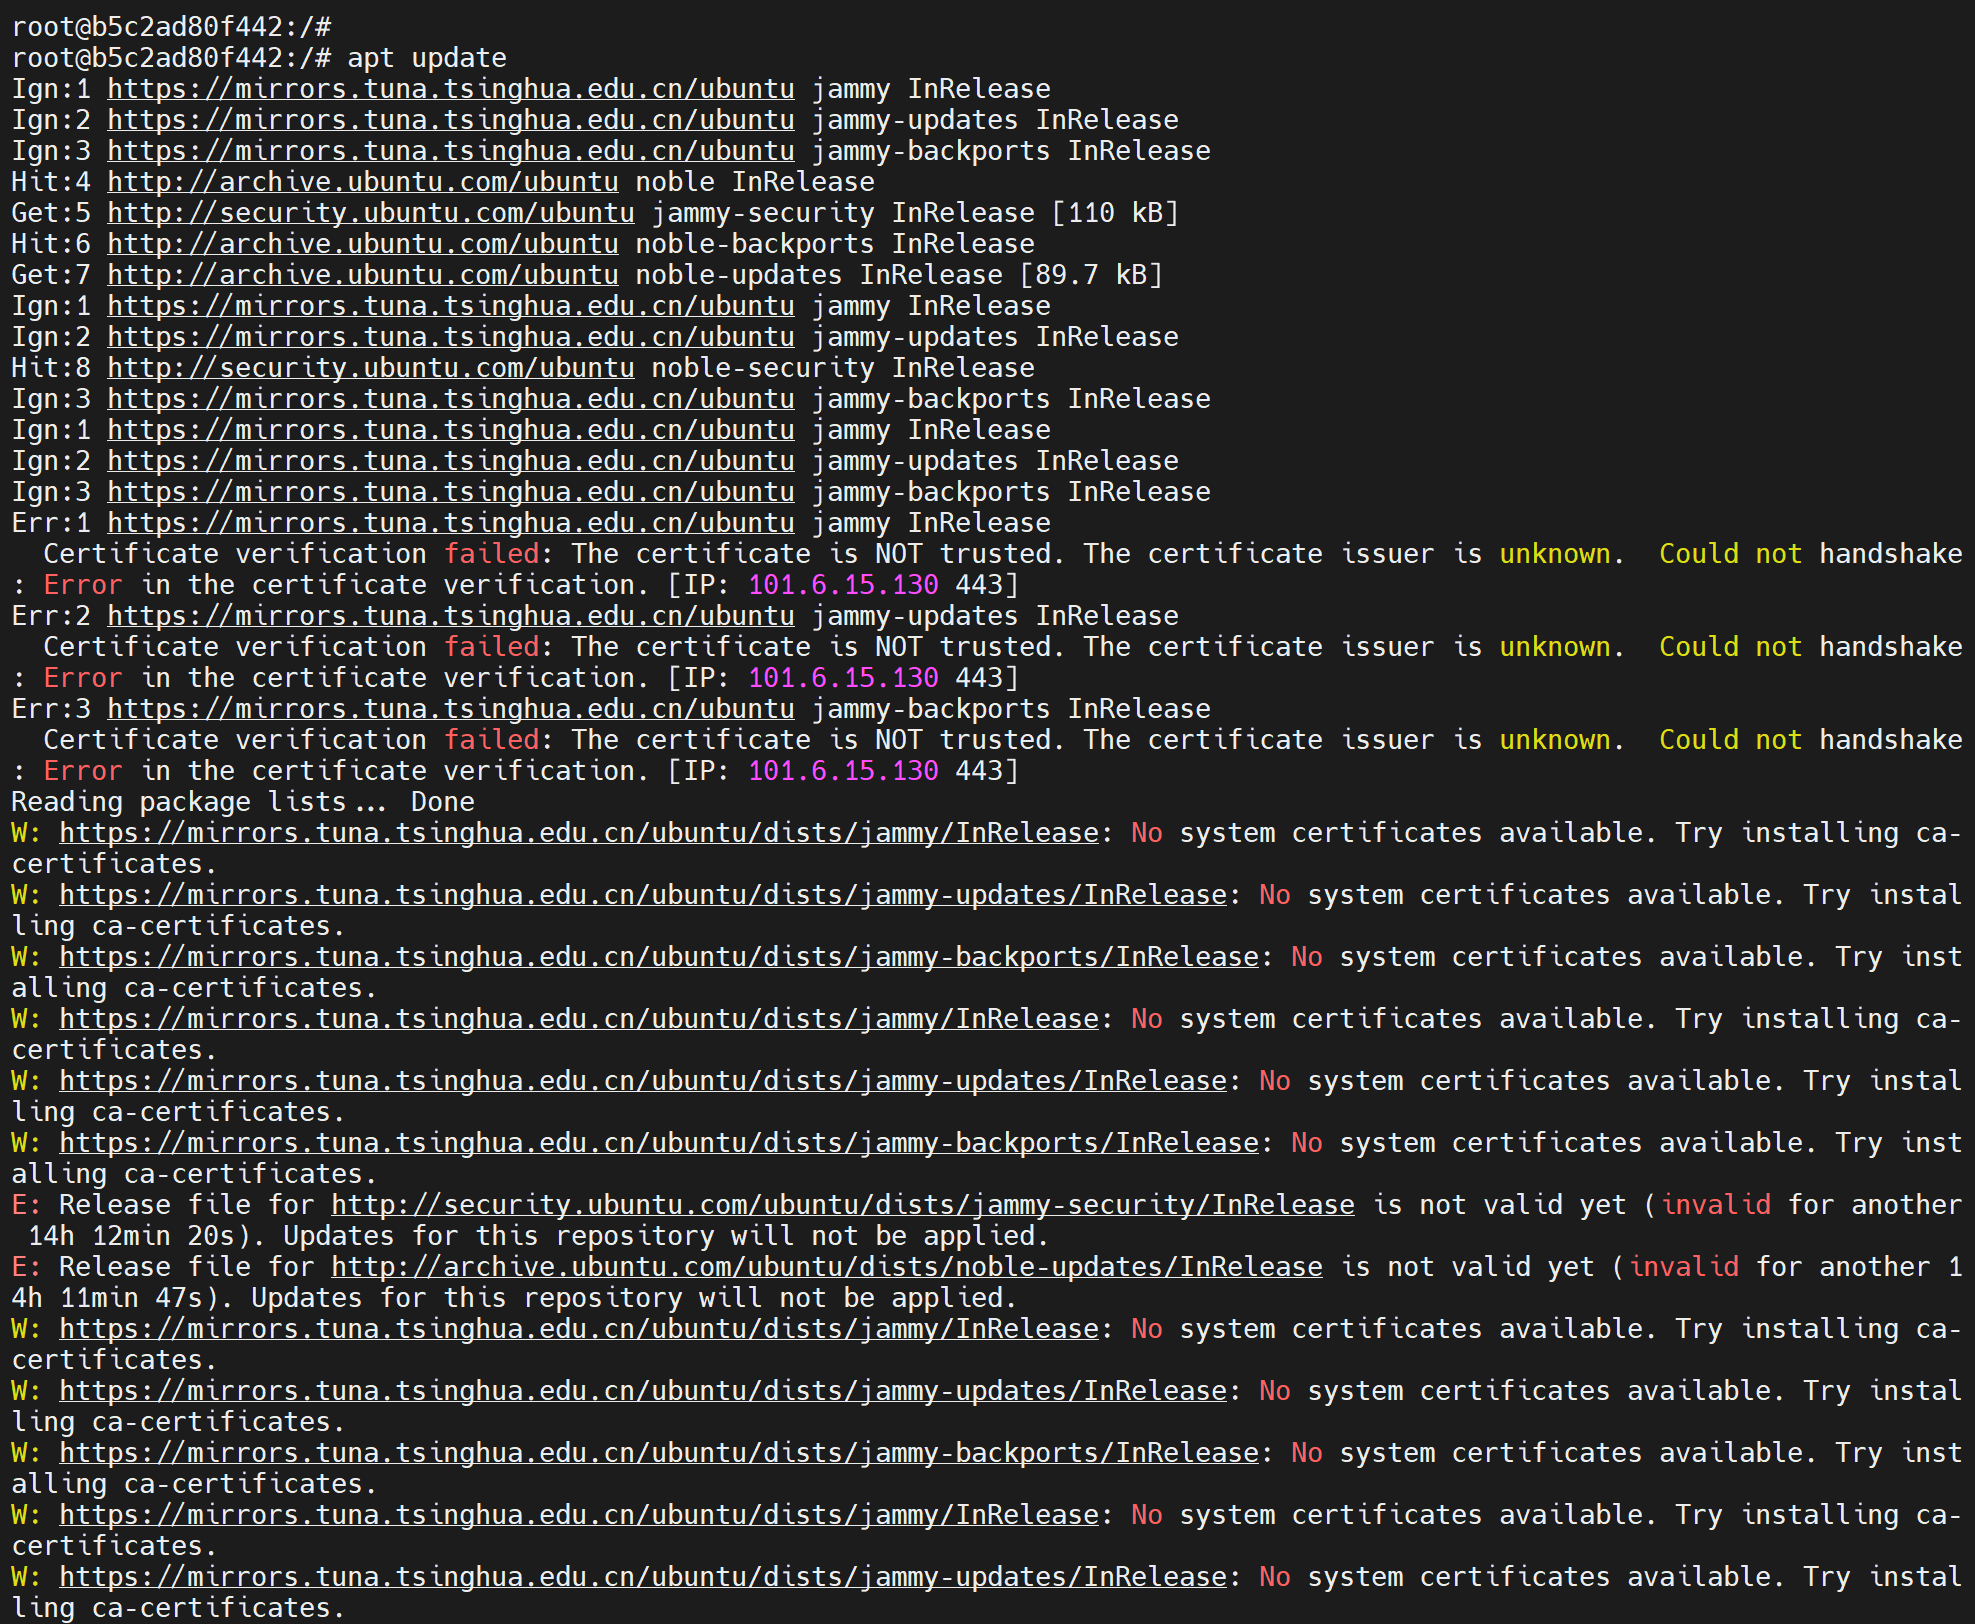 root@b5c2ad80f442:/#
root@b5c2ad80f442:/# apt update
Ign:1 https://mirrors.tuna.tsinghua.edu.cn/ubuntu jammy InRelease
Ign:2 https://mirrors.tuna.tsinghua.edu.cn/ubuntu jammy-updates InRelease
Ign:3 https://mirrors.tuna.tsinghua.edu.cn/ubuntu jammy-backports InRelease
Hit:4 http://archive.ubuntu.com/ubuntu noble InRelease
Get:5 http://security.ubuntu.com/ubuntu jammy-security InRelease [110 kB]
Hit:6 http://archive.ubuntu.com/ubuntu noble-backports InRelease
Get:7 http://archive.ubuntu.com/ubuntu noble-updates InRelease [89.7 kB]
Ign:1 https://mirrors.tuna.tsinghua.edu.cn/ubuntu jammy InRelease
Ign:2 https://mirrors.tuna.tsinghua.edu.cn/ubuntu jammy-updates InRelease
Hit:8 http://security.ubuntu.com/ubuntu noble-security InRelease
Ign:3 https://mirrors.tuna.tsinghua.edu.cn/ubuntu jammy-backports InRelease
Ign:1 https://mirrors.tuna.tsinghua.edu.cn/ubuntu jammy InRelease
Ign:2 https://mirrors.tuna.tsinghua.edu.cn/ubuntu jammy-updates InRelease
Ign:3 https://mirrors.tuna.tsinghua.edu.cn/ubuntu jammy-backports InRelease
Err:1 https://mirrors.tuna.tsinghua.edu.cn/ubuntu jammy InRelease
  Certificate verification failed: The certificate is NOT trusted. The certificate issuer is unknown.  Could not handshake
: Error in the certificate verification. [IP: 101.6.15.130 443]
Err:2 https://mirrors.tuna.tsinghua.edu.cn/ubuntu jammy-updates InRelease
  Certificate verification failed: The certificate is NOT trusted. The certificate issuer is unknown.  Could not handshake
: Error in the certificate verification. [IP: 101.6.15.130 443]
Err:3 https://mirrors.tuna.tsinghua.edu.cn/ubuntu jammy-backports InRelease
  Certificate verification failed: The certificate is NOT trusted. The certificate issuer is unknown.  Could not handshake
: Error in the certificate verification. [IP: 101.6.15.130 443]
Reading package lists... Done
W: https://mirrors.tuna.tsinghua.edu.cn/ubuntu/dists/jammy/InRelease: No system certificates available. Try installing ca-
certificates.
W: https://mirrors.tuna.tsinghua.edu.cn/ubuntu/dists/jammy-updates/InRelease: No system certificates available. Try instal
ling ca-certificates.
W: https://mirrors.tuna.tsinghua.edu.cn/ubuntu/dists/jammy-backports/InRelease: No system certificates available. Try inst
alling ca-certificates.
W: https://mirrors.tuna.tsinghua.edu.cn/ubuntu/dists/jammy/InRelease: No system certificates available. Try installing ca-
certificates.
W: https://mirrors.tuna.tsinghua.edu.cn/ubuntu/dists/jammy-updates/InRelease: No system certificates available. Try instal
ling ca-certificates.
W: https://mirrors.tuna.tsinghua.edu.cn/ubuntu/dists/jammy-backports/InRelease: No system certificates available. Try inst
alling ca-certificates.
E: Release file for http://security.ubuntu.com/ubuntu/dists/jammy-security/InRelease is not valid yet (invalid for another
 14h 12min 20s). Updates for this repository will not be applied.
E: Release file for http://archive.ubuntu.com/ubuntu/dists/noble-updates/InRelease is not valid yet (invalid for another 1
4h 11min 47s). Updates for this repository will not be applied.
W: https://mirrors.tuna.tsinghua.edu.cn/ubuntu/dists/jammy/InRelease: No system certificates available. Try installing ca-
certificates.
W: https://mirrors.tuna.tsinghua.edu.cn/ubuntu/dists/jammy-updates/InRelease: No system certificates available. Try instal
ling ca-certificates.
W: https://mirrors.tuna.tsinghua.edu.cn/ubuntu/dists/jammy-backports/InRelease: No system certificates available. Try inst
alling ca-certificates.
W: https://mirrors.tuna.tsinghua.edu.cn/ubuntu/dists/jammy/InRelease: No system certificates available. Try installing ca-
certificates.
W: https://mirrors.tuna.tsinghua.edu.cn/ubuntu/dists/jammy-updates/InRelease: No system certificates available. Try instal
ling ca-certificates.